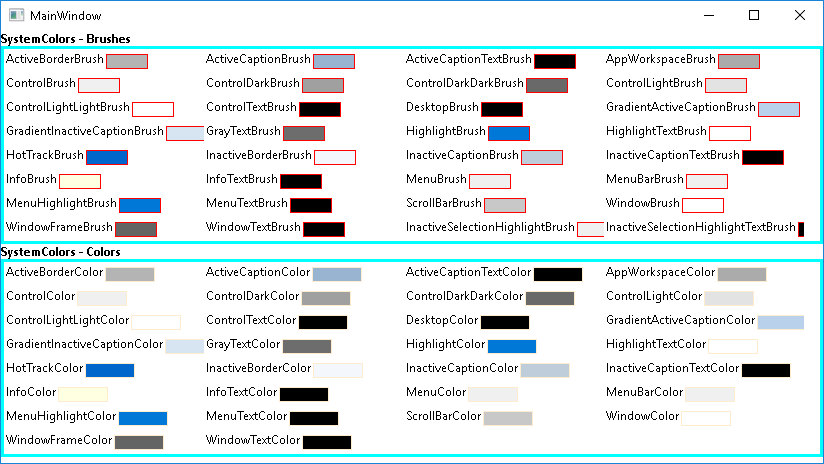 MainWindow
SystemColors - Brushes
ActiveBorderBrush ActiveCaptionBrush ActiveCaptionTextBrush AppWorkspaceBrush
ControlBrush ControlDarkBrush ControlDarkDarkBrush ControlLightBrush
ControlLightLightBrush ControlTextBrush DesktopBrush GradientActiveCaptionBrush
GradientInactiveCaptionBrush GrayTextBrush HighlightBrush HighlightTextBrush
HotTrackBrush InactiveBorderBrush InactiveCaptionBrush InactiveCaptionTextBrush
InfoBrush InfoTextBrush MenuBrush MenuBarBrush
MenuHighlightBrush MenuTextBrush ScrollBarBrush WindowBrush
WindowFrameBrush WindowTextBrush InactiveSelectionHighlightBrush InactiveSelectionHighlightTextBrush
SystemColors - Colors
ActiveBorderColor ActiveCaptionColor ActiveCaptionTextColor AppWorkspaceColor
ControlColor ControlDarkColor ControlDarkDarkColor ControlLightColor
ControlLightLightColor ControlTextColor DesktopColor GradientActiveCaptionColor
GradientInactiveCaptionColor GrayTextColor HighlightColor HighlightTextColor
HotTrackColor InactiveBorderColor InactiveCaptionColor InactiveCaptionTextColor
InfoColor InfoTextColor MenuColor MenuBarColor
MenuHighlightColor MenuTextColor ScrollBarColor WindowColor
WindowFrameColor WindowTextColor